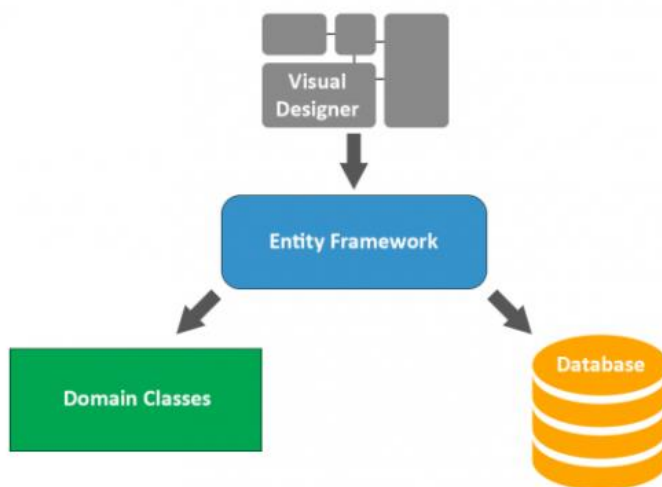 Visual
Designer
Entity Framework
Domain Classes
Database